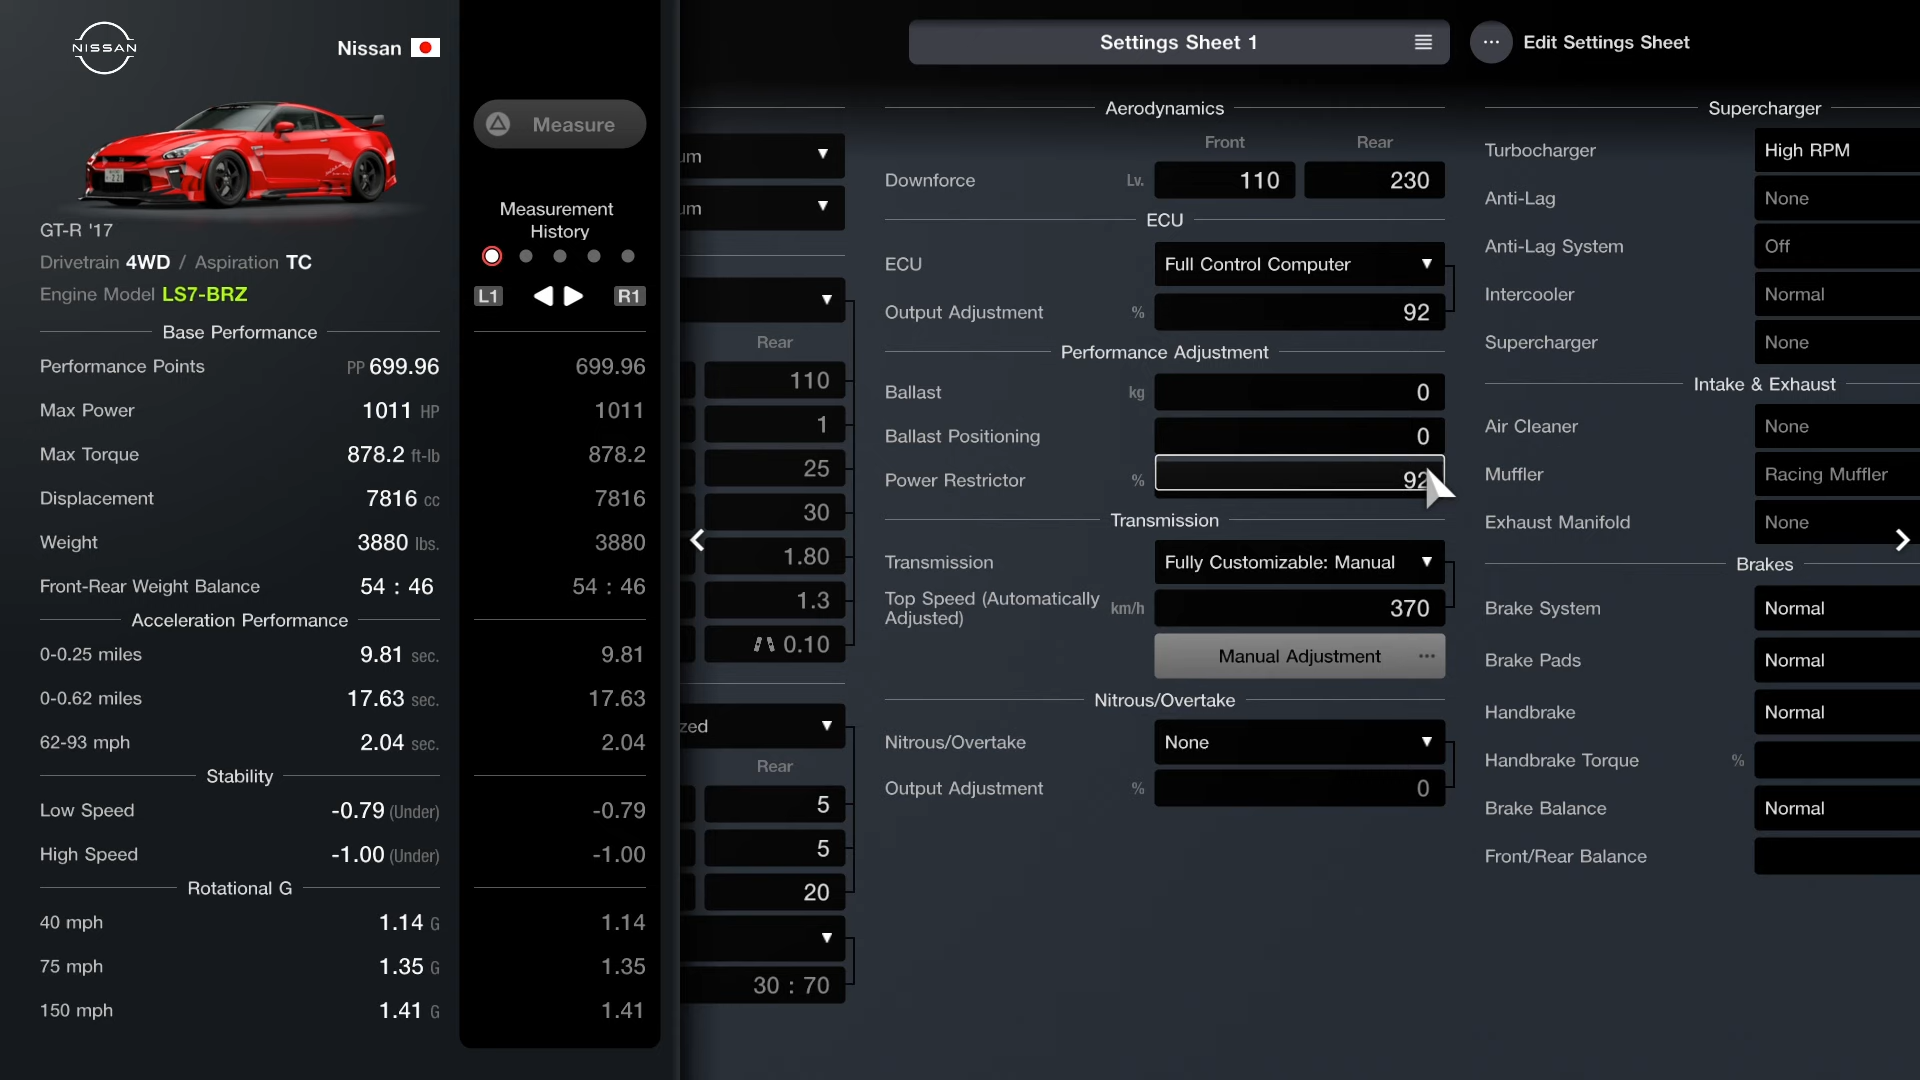 NISSAN
Nissan
GT-R '17
Drivetrain 4WD / Aspiration TC
Engine Model LS7-BRZ
Base Performance
Performance Points PP 699.96
Max Power 1011 HP
Max Torque 878.2 ft-lb
Displacement 7816 cc
Weight 3880 lbs.
Front-Rear Weight Balance 54 : 46
Acceleration Performance
0-0.25 miles 9.81 sec.
0-0.62 miles 17.63 sec.
62-93 mph 2.04 sec.
Stability
Low Speed -0.79 (Under)
High Speed -1.00 (Under)
Rotational G
40 mph 1.14 G
75 mph 1.35 G
150 mph 1.41 G
Measure
Measurement
History
L1 R1
699.96
1011
878.2
7816
3880
54 : 46
9.81
17.63
2.04
-0.79
-1.00
1.14
1.35
1.41
Rear
110
1
25
30
1.80
1.3
0.10
zed
Rear
5
5
20
30 : 70
Settings Sheet 1
Edit Settings Sheet
Aerodynamics
Front Rear
Downforce Lv. 110 230
ECU
ECU Full Control Computer
Output Adjustment % 92
Performance Adjustment
Ballast kg 0
Ballast Positioning 0
Power Restrictor % 92
Transmission
Transmission Fully Customizable: Manual
Top Speed (Automatically
Adjusted) km/h 370
Manual Adjustment
Nitrous/Overtake
Nitrous/Overtake None
Output Adjustment % 0
Supercharger
Turbocharger High RPM
Anti-Lag None
Anti-Lag System Off
Intercooler Normal
Supercharger None
Intake & Exhaust
Air Cleaner None
Muffler Racing Muffler
Exhaust Manifold None
Brakes
Brake System Normal
Brake Pads Normal
Handbrake Normal
Handbrake Torque %
Brake Balance Normal
Front/Rear Balance